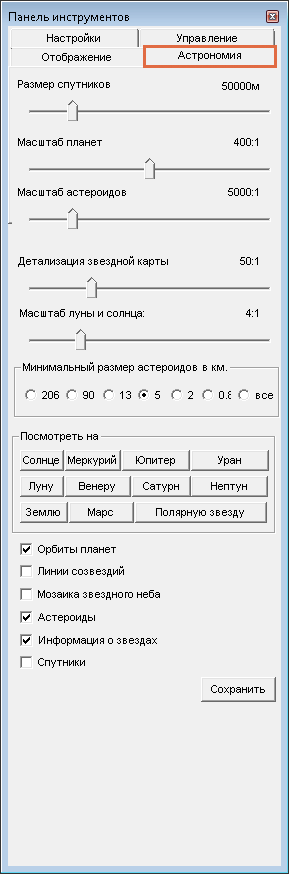 Панель инструментов
Настройки Управление
Отображение Астрономия
Размер спутников 50000м
Масштаб планет 400:1
Масштаб астероидов 5000:1
Детализация звездной карты 50:1
Масштаб луны и солнца: 4:1
Минимальный размер астероидов в км.
206 90 13 5 2 0.8 все
Посмотреть на
Солнце Меркурий Юпитер Уран
Луну Венеру Сатурн Нептун
Землю Марс Полярную звезду
Орбиты планет
Линии созвездий
Мозаика звездного неба
Астероиды
Информация о звездах
Спутники
Сохранить